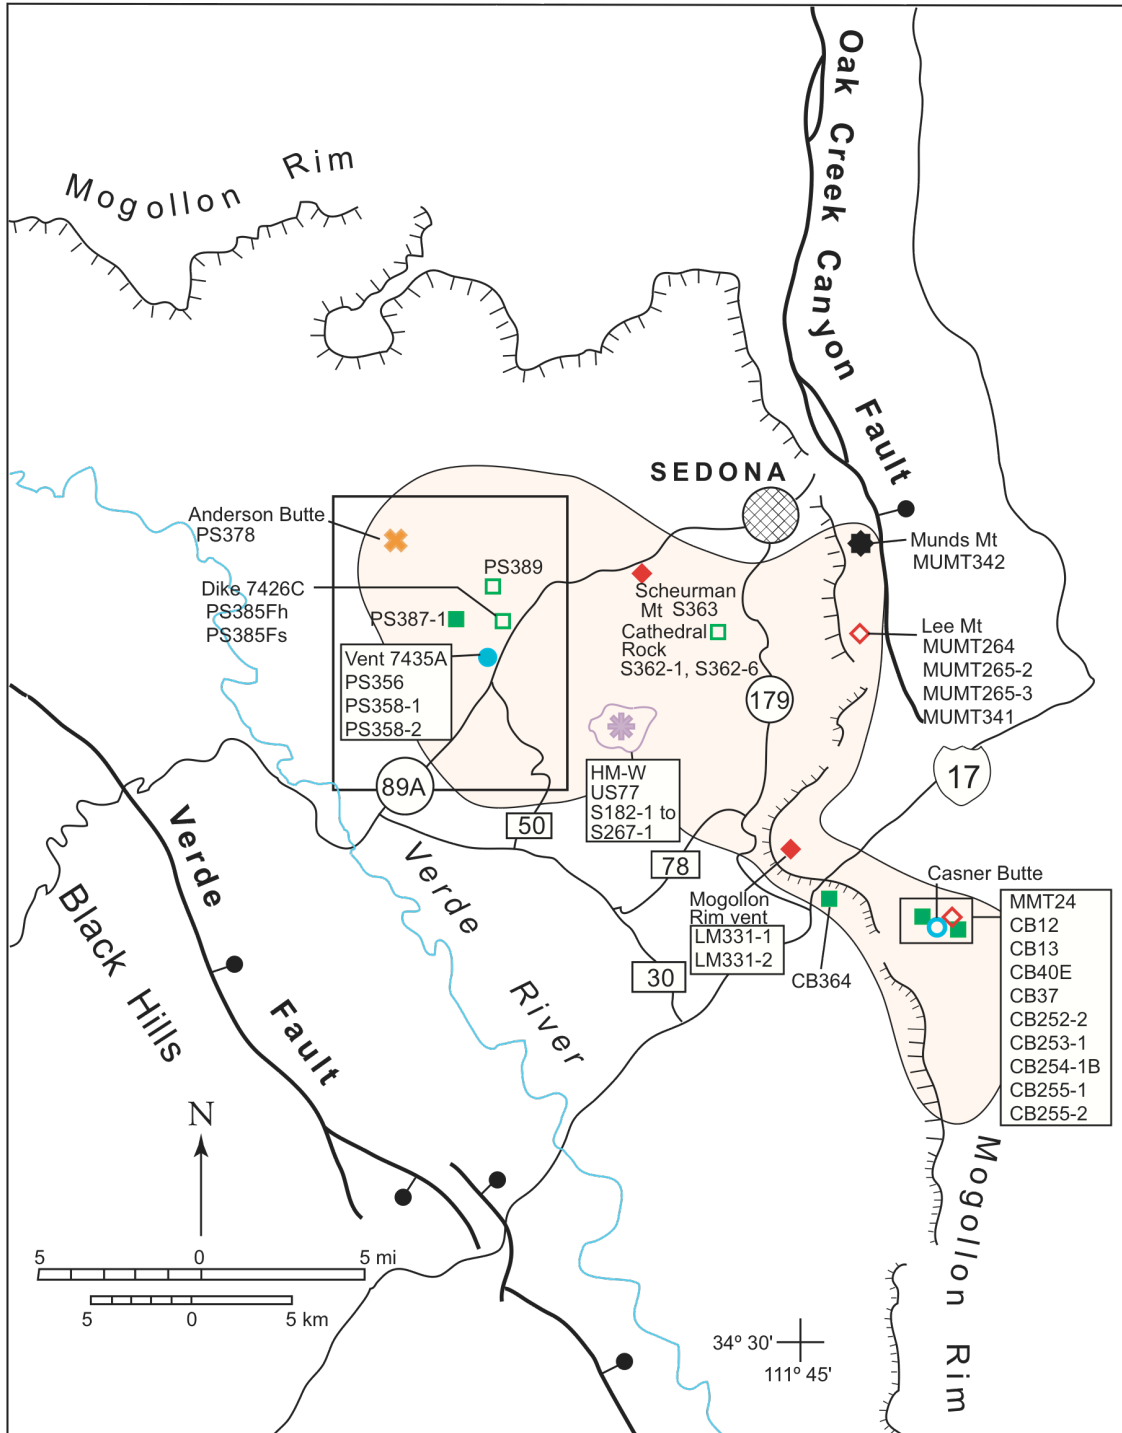 Oak Creek Canyon Fault
Mogollon Rim
SEDONA
Anderson Butte
PS378
Munds Mt
MUMT342
PS389
Dike 7426C
PS385Fh
PS385Fs
PS387-1
Scheurman
Mt S363
Cathedral
Rock
S362-1, S362-6
Lee Mt
MUMT264
MUMT265-2
MUMT265-3
MUMT341
Vent 7435A
PS356
PS358-1
PS358-2
179
17
89A
HM-W
US77
S182-1 to
S267-1
50
78
30
Verde
Fault
Verde
River
Black Hills
Mogollon
Rim vent
LM331-1
LM331-2
CB364
Casner Butte
MMT24
CB12
CB13
CB40E
CB37
CB252-2
CB253-1
CB254-1B
CB255-1
CB255-2
Mogollon Rim
N
5 0 5 mi
5 0 5 km
34º 30'
111º 45'